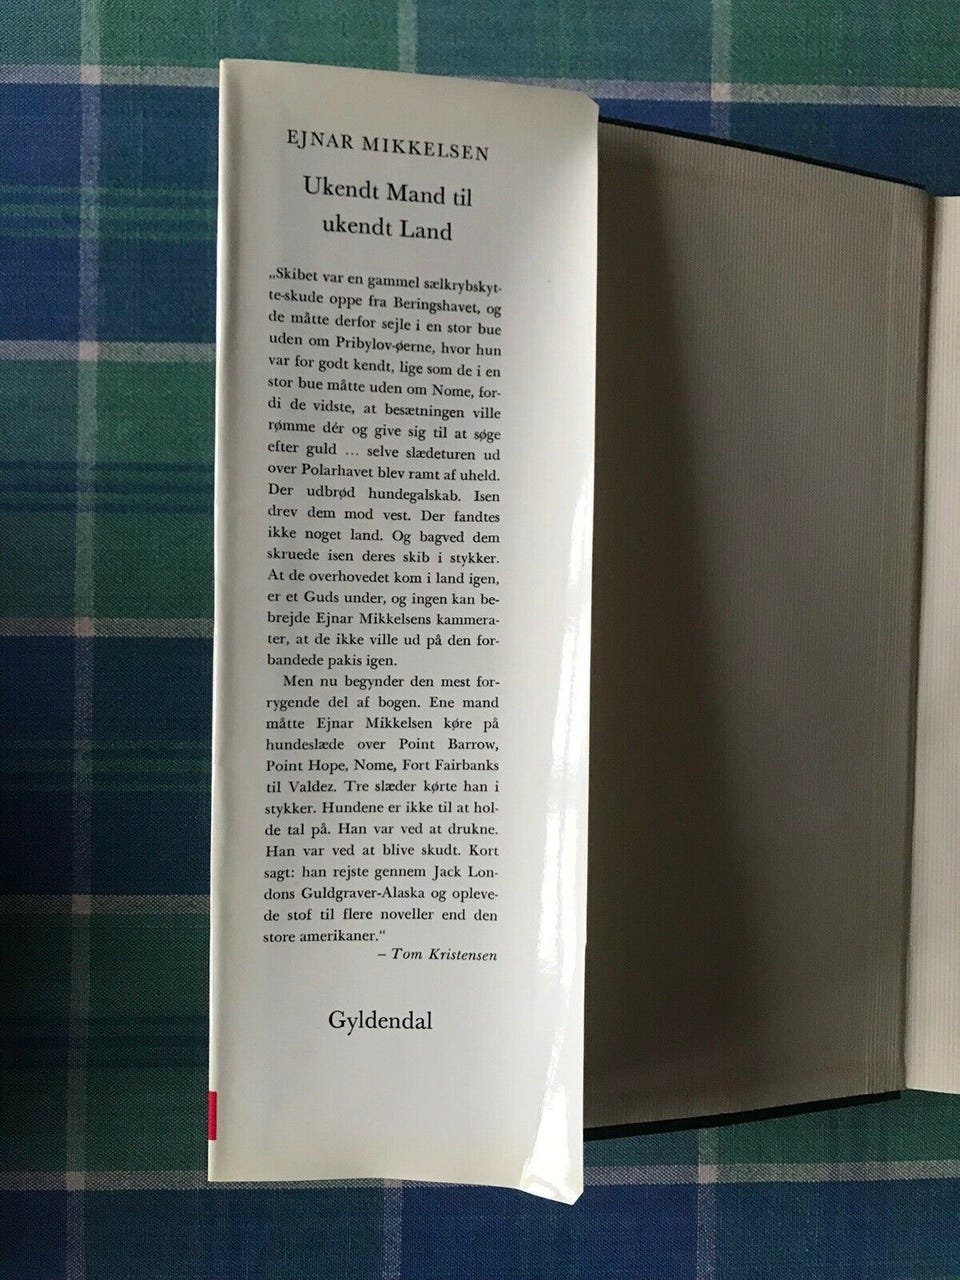 EJNAR MIKKELSEN
Ukendt Mand til
ukendt Land
„Skibet var en gammel sælkrybskyt-
te-skude oppe fra Beringshavet, og
de måtte derfor sejle i en stor bue
uden om Pribylov-øerne, hvor hun
var for godt kendt, lige som de i en
stor bue måtte uden om Nome, for-
di de vidste, at besætningen ville
rømme dér og give sig til at søge
efter guld ... selve slædeturen ud
over Polarhavet blev ramt af uheld.
Der udbrød hundegalskab. Isen
drev dem mod vest. Der fandtes
ikke noget land. Og bagved dem
skruede isen deres skib i stykker.
At de overhovedet kom i land igen,
er et Guds under, og ingen kan be-
brejde Ejnar Mikkelsens kammera-
ter, at de ikke ville ud på den for-
bandede pakis igen.
Men nu begynder den mest for-
rygende del af bogen. Ene mand
måtte Ejnar Mikkelsen køre på
hundeslæde over Point Barrow,
Point Hope, Nome, Fort Fairbanks
til Valdez. Tre slæder kørte han i
stykker. Hundene er ikke til at hol-
de tal på. Han var ved at drukne.
Han var ved at blive skudt. Kort
sagt: han rejste gennem Jack Lon-
dons Guldgraver-Alaska og opleve-
de stof til flere noveller end den
store amerikaner.“
– Tom Kristensen
Gyldendal